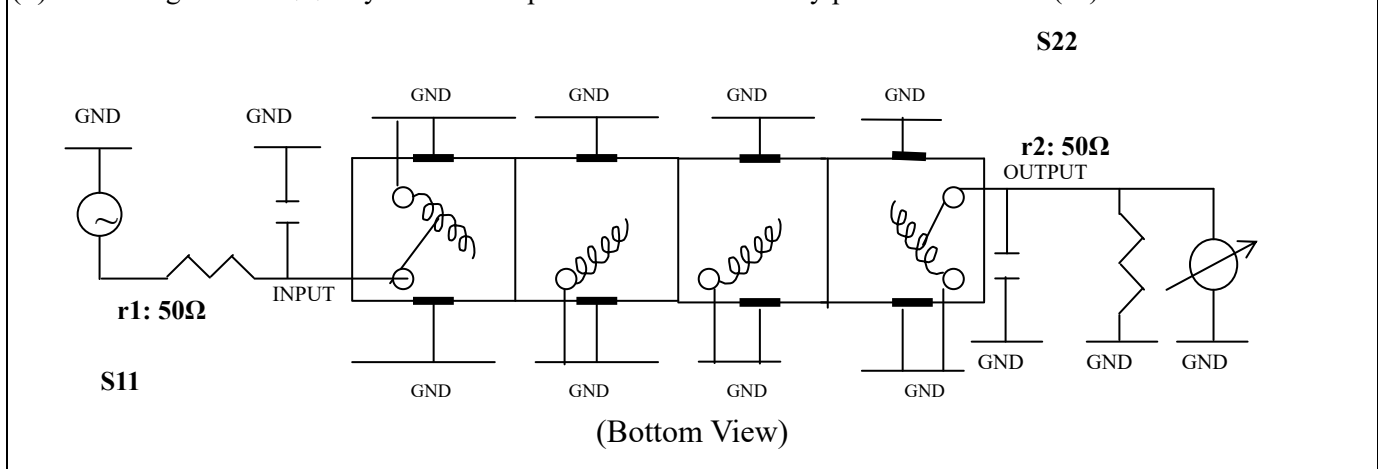 S22
GND GND GND GND
GND GND
r2: 50Ω
OUTPUT
INPUT
r1: 50Ω
GND GND GND
S11
GND GND GND GND
(Bottom View)